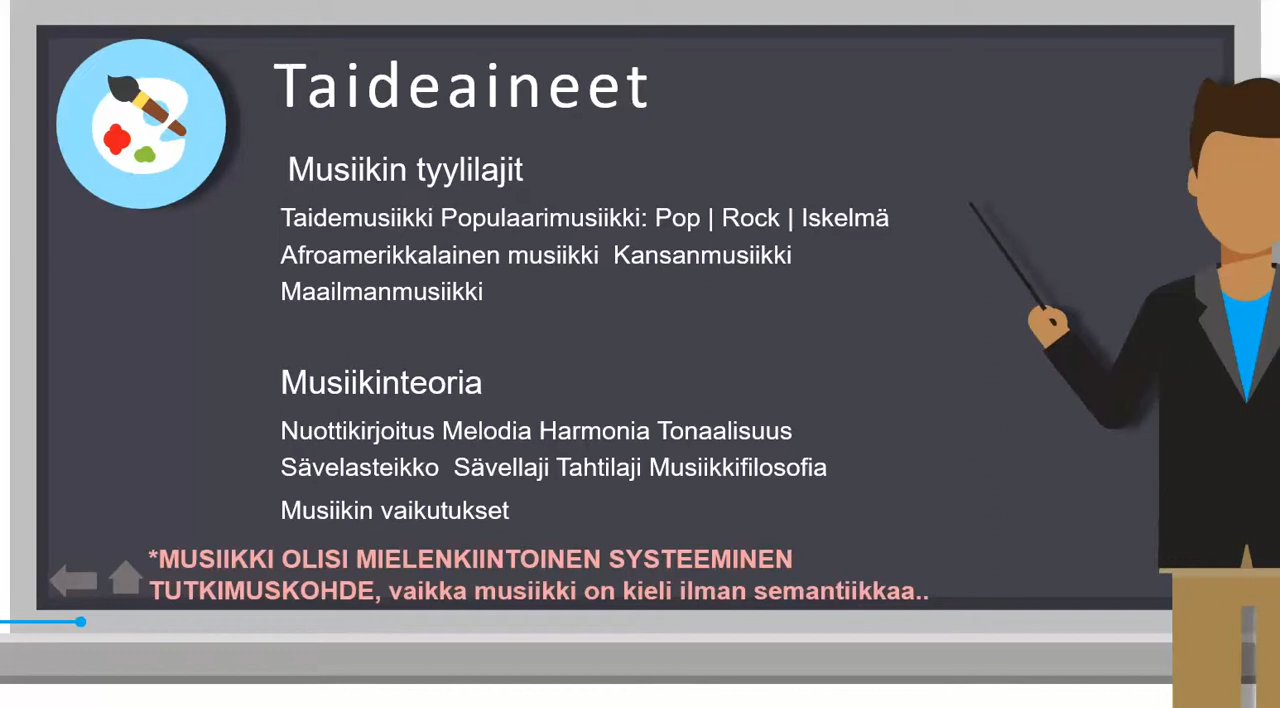 Taideaineet
Musiikin tyylilajit
Taidemusiikki Populaarimusiikki: Pop | Rock | Iskelmä
Afroamerikkalainen musiikki  Kansanmusiikki
Maailmanmusiikki
Musiikinteoria
Nuottikirjoitus Melodia Harmonia Tonaalisuus
Sävelasteikko  Sävellaji Tahtilaji Musiikkifilosofia
Musiikin vaikutukset
*MUSIIKKI OLISI MIELENKIINTOINEN SYSTEEMINEN
TUTKIMUSKOHDE, vaikka musiikki on kieli ilman semantiikkaa..